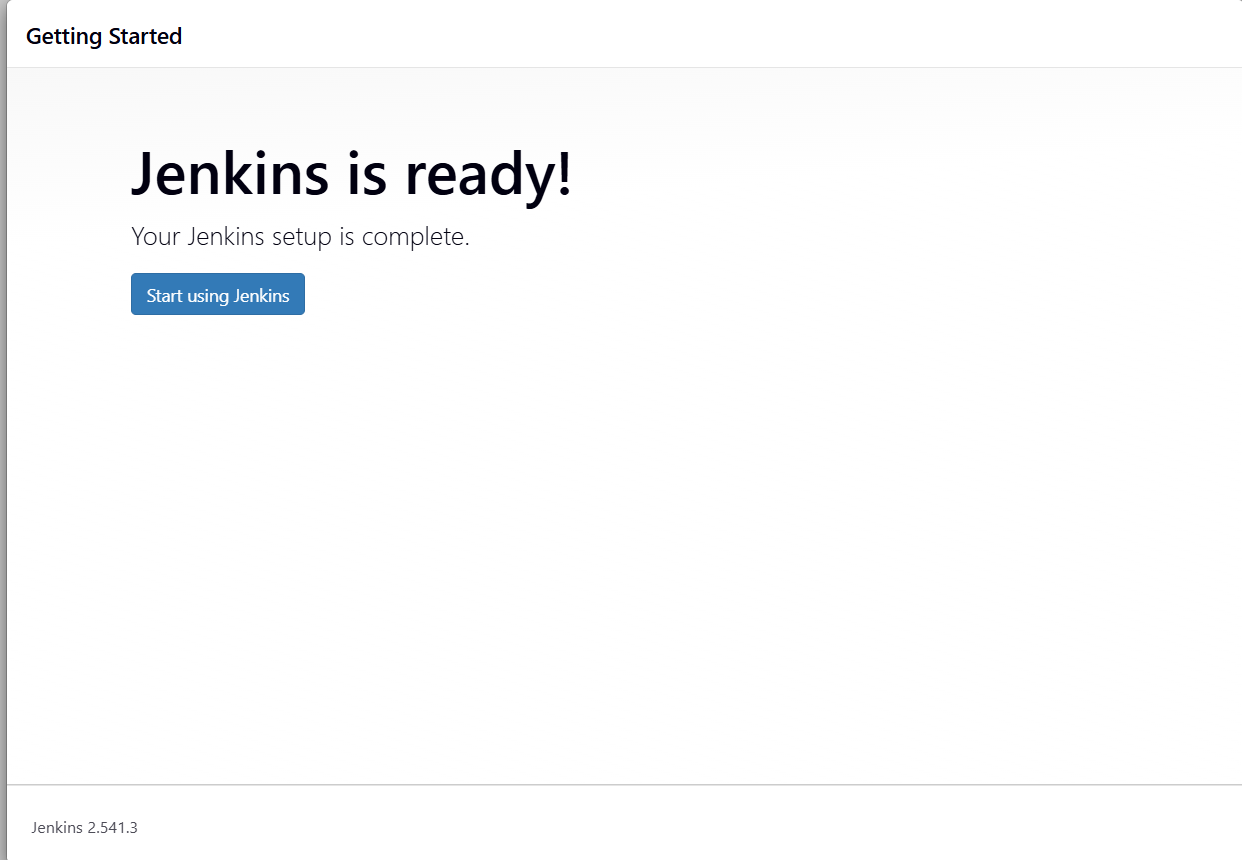 Getting Started
Jenkins is ready!
Your Jenkins setup is complete.
Start using Jenkins
Jenkins 2.541.3